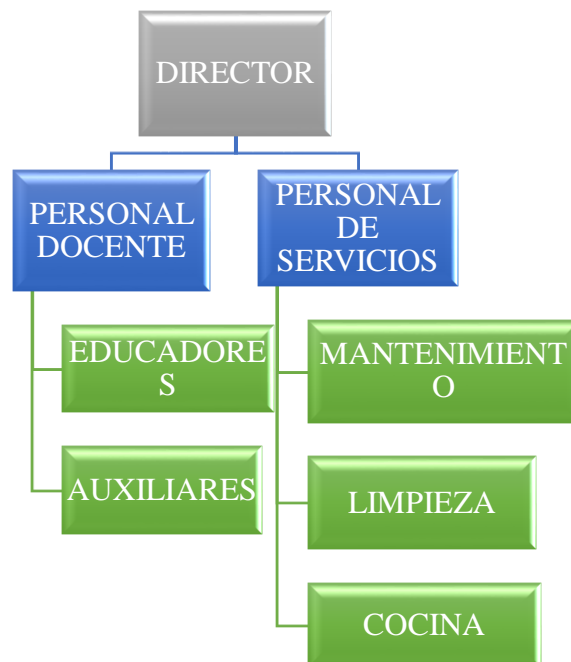 DIRECTOR
PERSONAL
DOCENTE
PERSONAL
DE
SERVICIOS
EDUCADORE
S
AUXILIARES
MANTENIMIENT
O
LIMPIEZA
COCINA